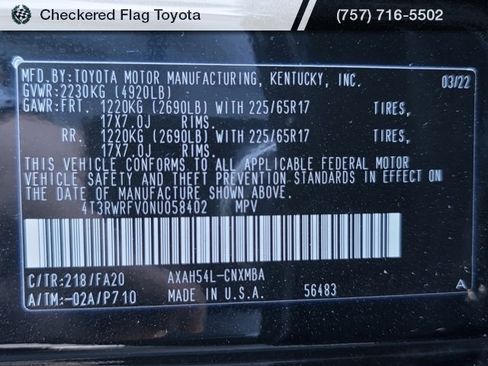 Checkered Flag Toyota (757) 716-5502
MFD.BY:TOYOTA MOTOR MANUFACTURING, KENTUCKY, INC. 03/22
GVWR:2230KG (4920LB)
GAWR:FRT. 1220KG (2690LB) WITH 225/65R17 TIRES,
17X7.0J RIMS.
RR. 1220KG (2690LB) WITH 225/65R17 TIRES,
17X7.0J RIMS.
THIS VEHICLE CONFORMS TO ALL APPLICABLE FEDERAL MOTOR
VEHICLE SAFETY AND THEFT PREVENTION STANDARDS IN EFFECT ON
THE DATE OF MANUFACTURE SHOWN ABOVE.
4T3RWRFV0NU058402 MPV
C/TR:218/FA20 AXAH54L-CNXMBA
A/TM:-02A/P710 MADE IN U.S.A. 56483 A